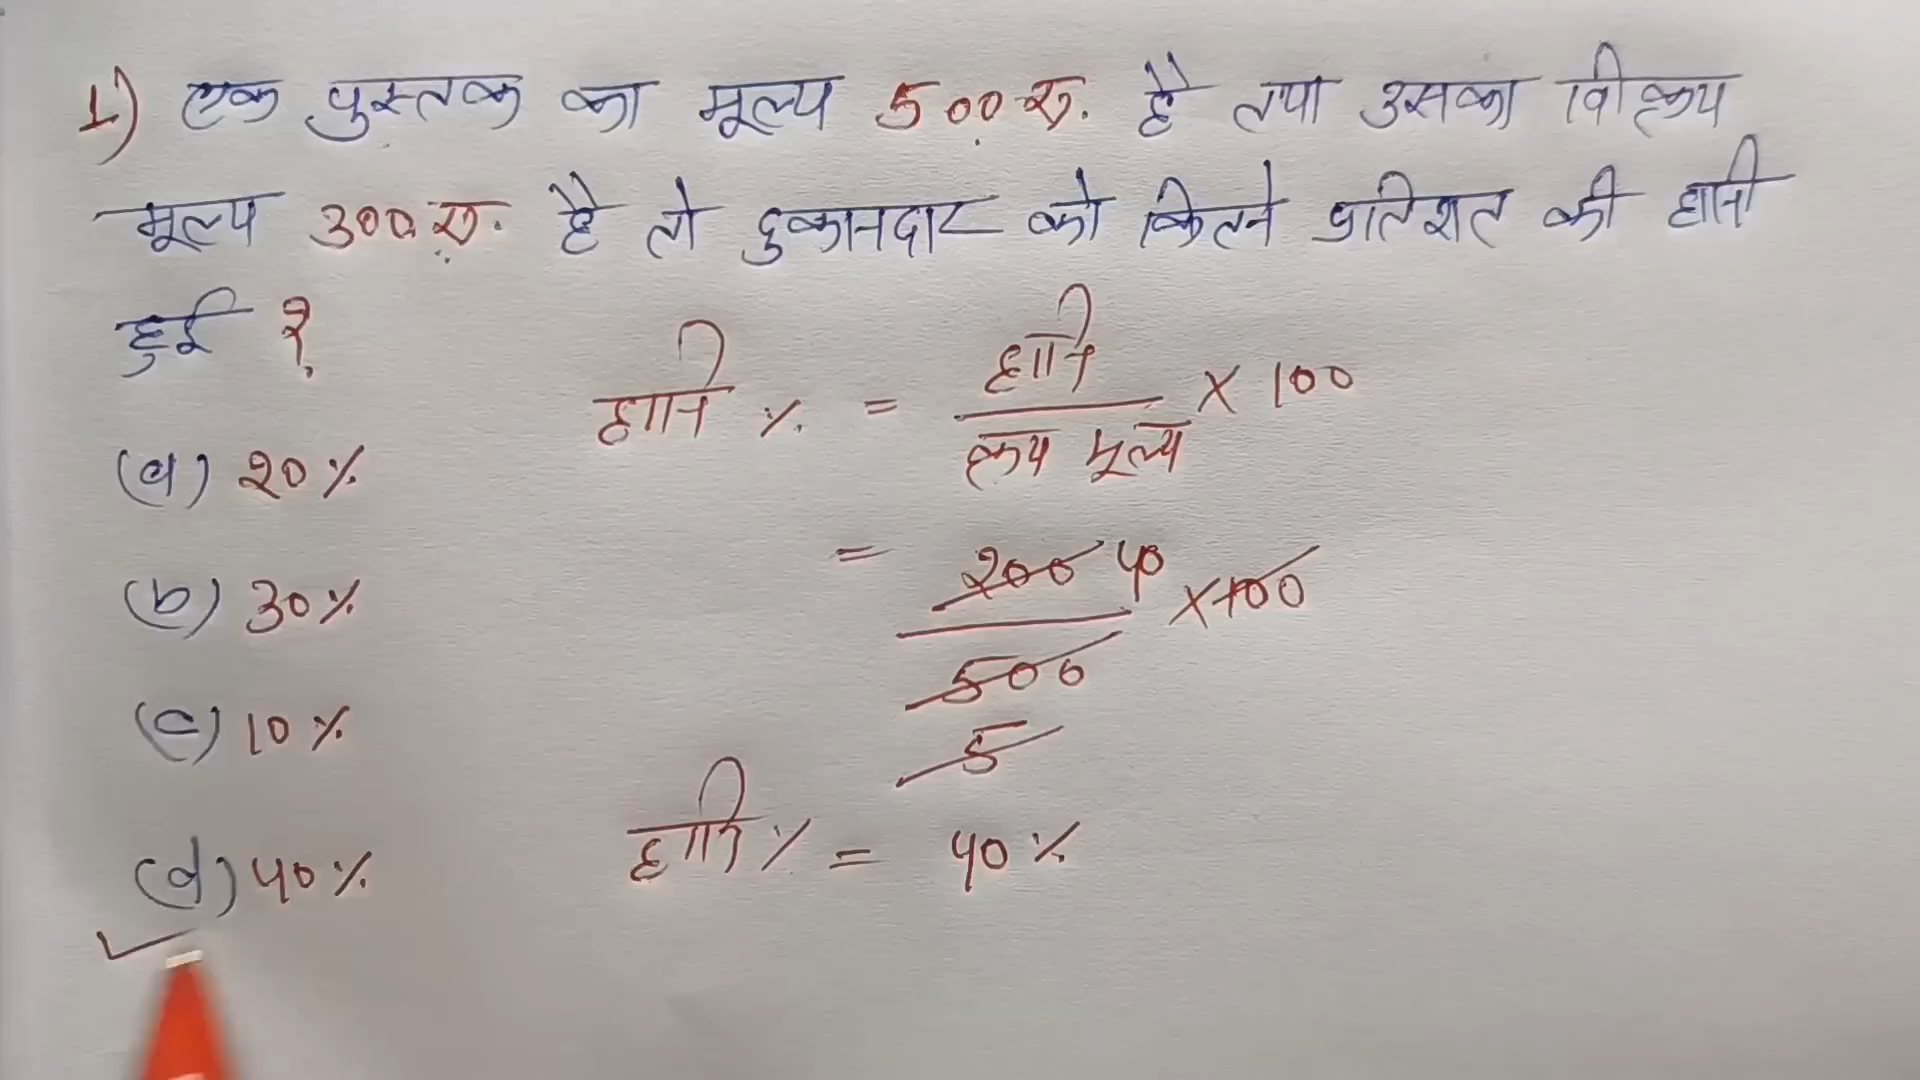 1) एक पुस्तक का मूल्य 500 रु. है तथा उसका विक्रय
मूल्य 300 रु. है तो दुकानदार को कितने प्रतिशत की हानी
हुई ?
हानि % = हानि / क्रय मूल्य × 100
(a) 20 %
= 200 40 / 500 × 100
(b) 30 %
5
(c) 10 %
हानि % = 40 %
(d) 40 %